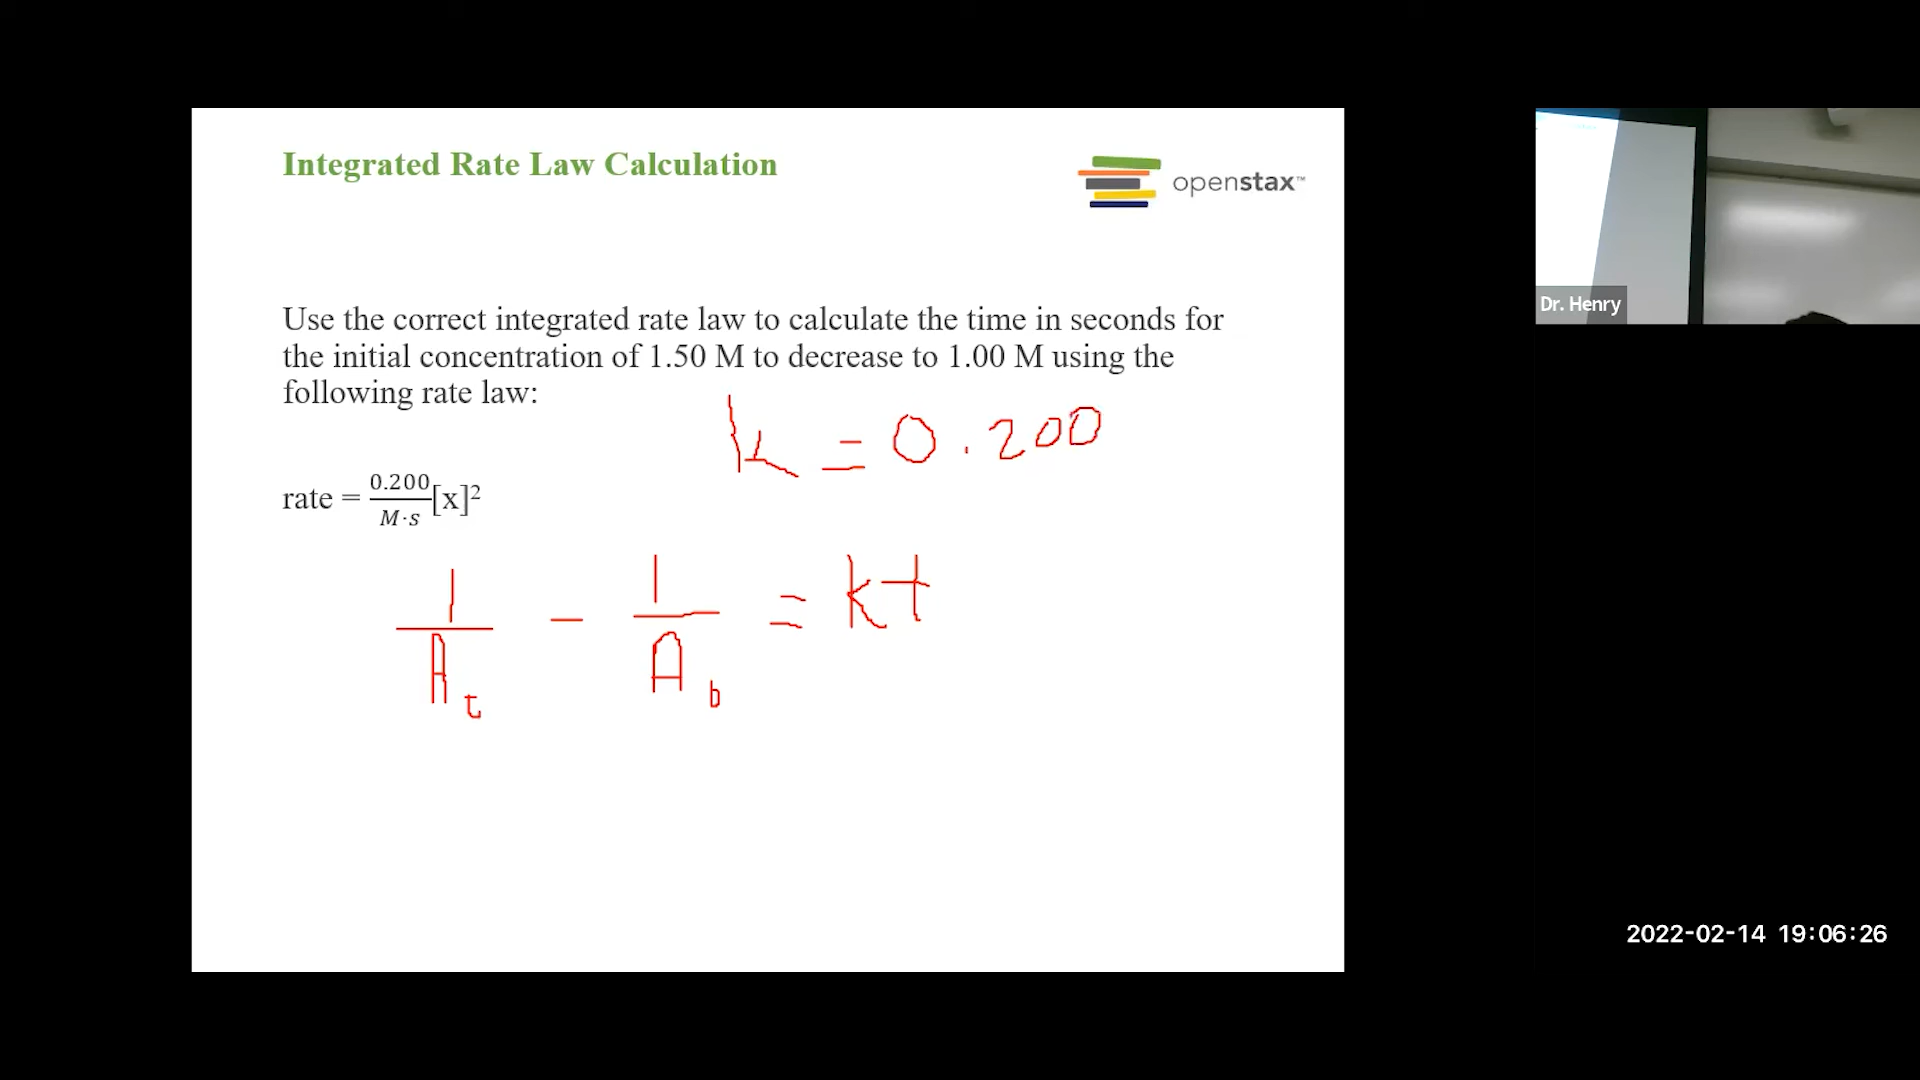 Integrated Rate Law Calculation
openstax™
Use the correct integrated rate law to calculate the time in seconds for
the initial concentration of 1.50 M to decrease to 1.00 M using the
following rate law:
k = 0.200
rate = 0.200/M·s [x]²
1/A_t - 1/A_0 = kt
Dr. Henry
2022-02-14 19:06:26